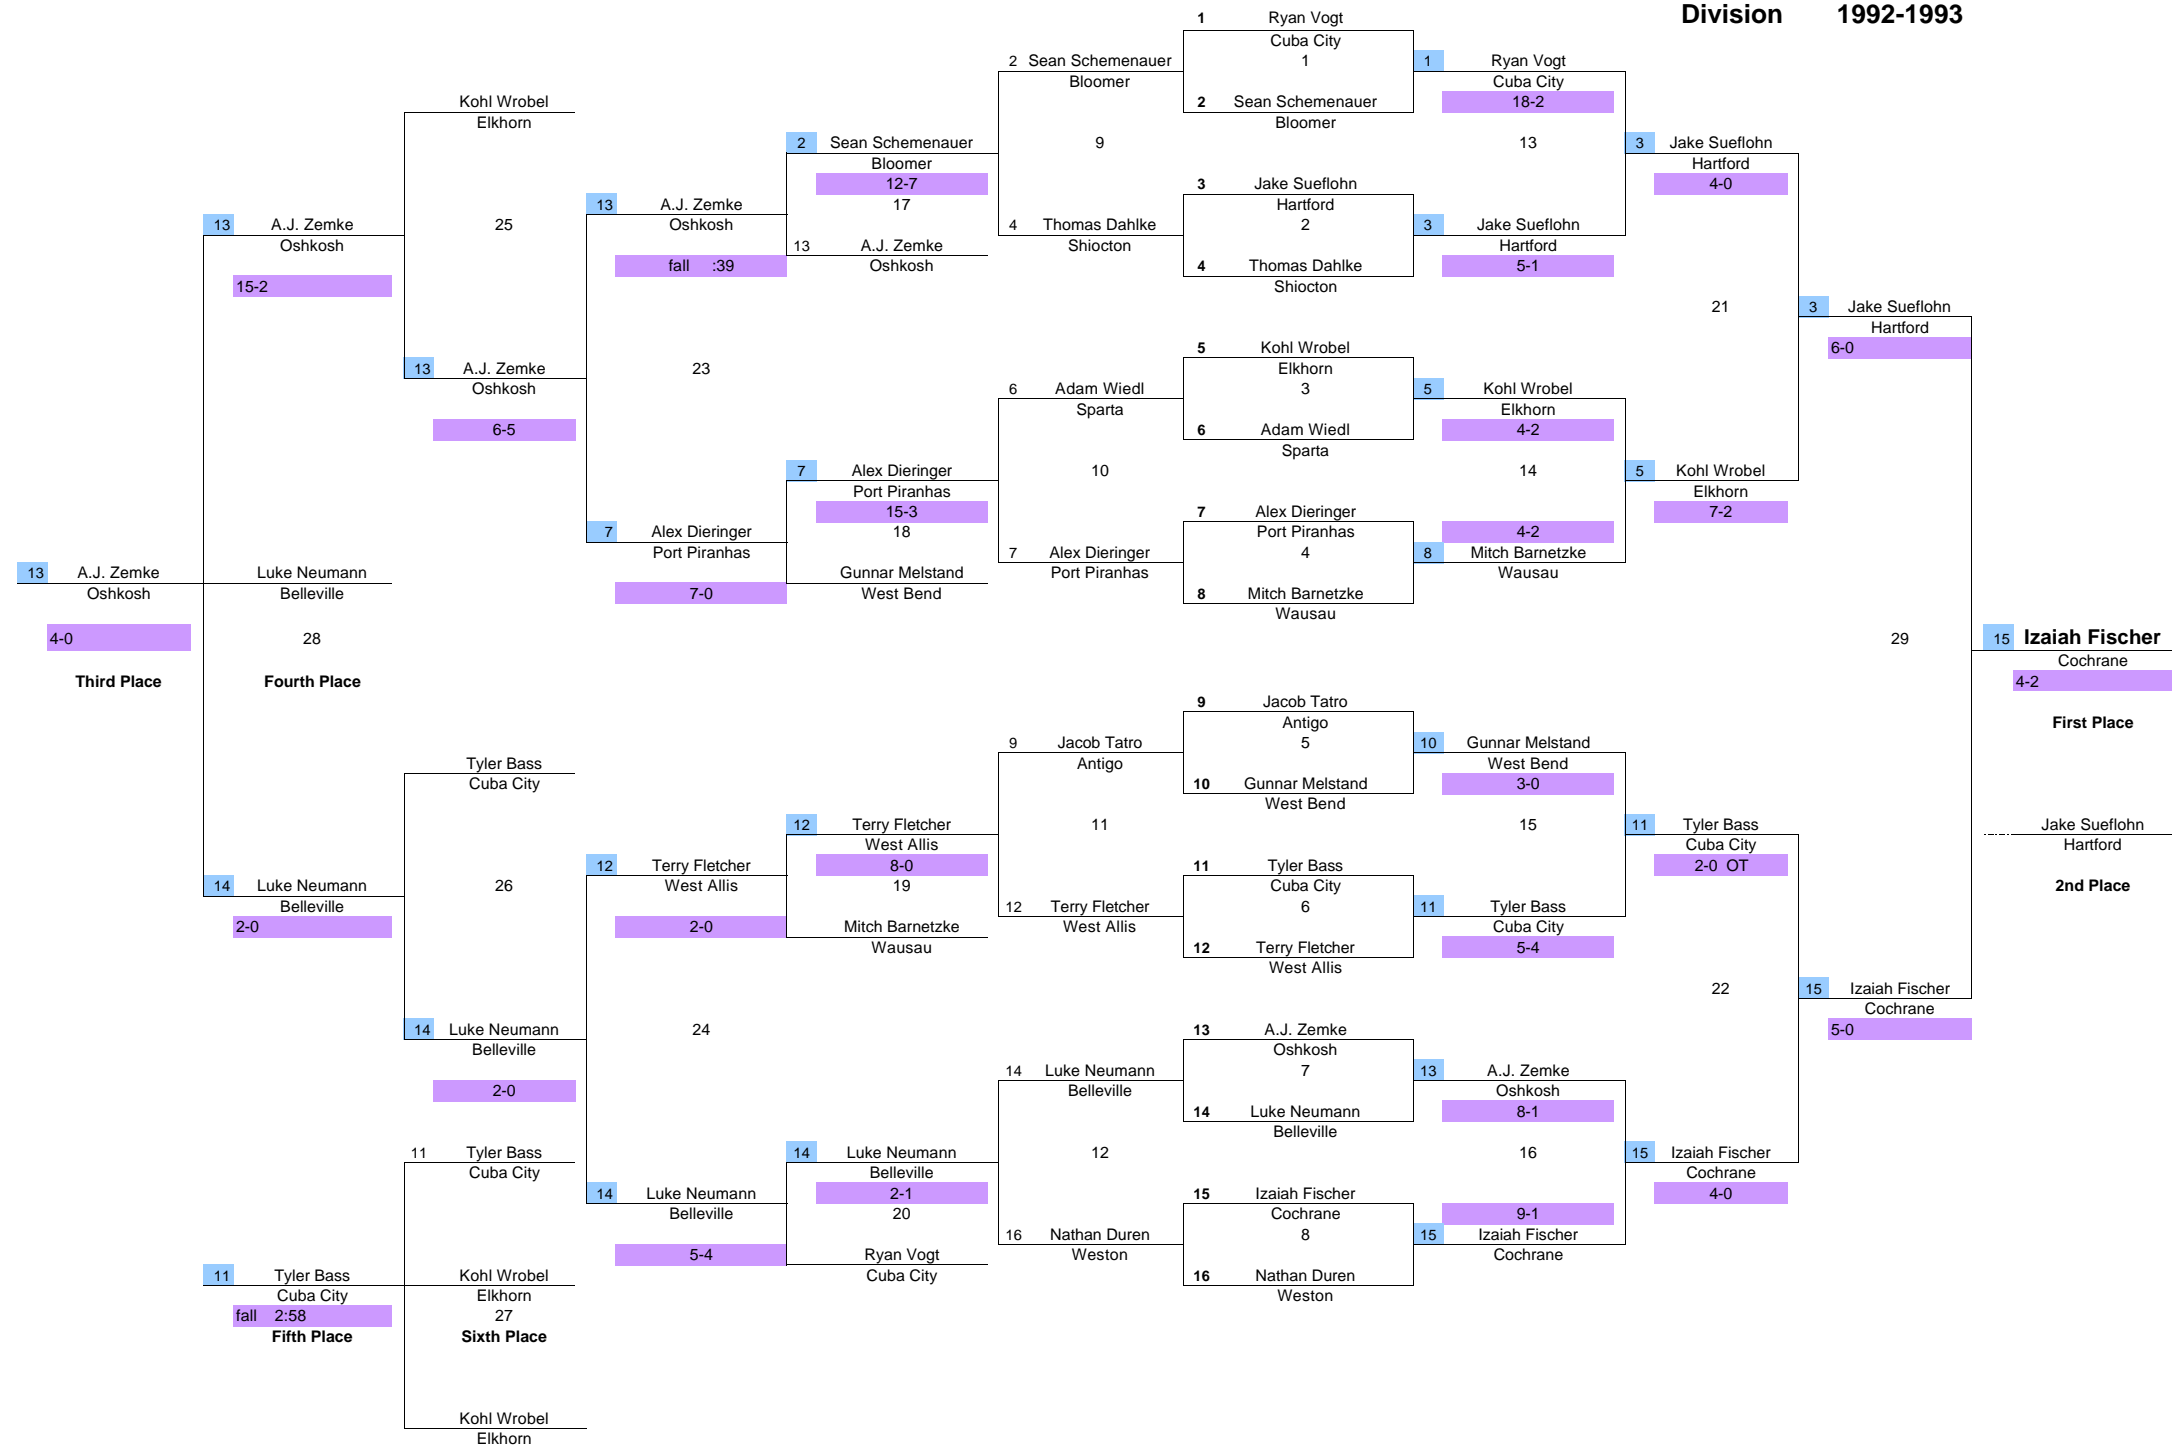 Division 1992-1993
1 Ryan Vogt
Cuba City
1
2 Sean Schemenauer
Bloomer
3 Jake Sueflohn
Hartford
2
4 Thomas Dahlke
Shiocton
5 Kohl Wrobel
Elkhorn
3
6 Adam Wiedl
Sparta
7 Alex Dieringer
Port Piranhas
4
8 Mitch Barnetzke
Wausau
9 Jacob Tatro
Antigo
5
10 Gunnar Melstand
West Bend
11 Tyler Bass
Cuba City
6
12 Terry Fletcher
West Allis
13 A.J. Zemke
Oshkosh
7
14 Luke Neumann
Belleville
15 Izaiah Fischer
Cochrane
8
16 Nathan Duren
Weston
1 Ryan Vogt
Cuba City
18-2
13
3 Jake Sueflohn
Hartford
5-1
5 Kohl Wrobel
Elkhorn
4-2
14
4-2
8 Mitch Barnetzke
Wausau
10 Gunnar Melstand
West Bend
3-0
15
11 Tyler Bass
Cuba City
5-4
13 A.J. Zemke
Oshkosh
8-1
16
9-1
15 Izaiah Fischer
Cochrane
3 Jake Sueflohn
Hartford
4-0
21
5 Kohl Wrobel
Elkhorn
7-2
11 Tyler Bass
Cuba City
2-0 OT
22
15 Izaiah Fischer
Cochrane
4-0
3 Jake Sueflohn
Hartford
6-0
29
15 Izaiah Fischer
Cochrane
5-0
15 Izaiah Fischer
Cochrane
4-2
First Place
Jake Sueflohn
Hartford
2nd Place
2 Sean Schemenauer
Bloomer
9
4 Thomas Dahlke
Shiocton
6 Adam Wiedl
Sparta
10
7 Alex Dieringer
Port Piranhas
9 Jacob Tatro
Antigo
11
12 Terry Fletcher
West Allis
14 Luke Neumann
Belleville
12
16 Nathan Duren
Weston
2 Sean Schemenauer
Bloomer
12-7
17
13 A.J. Zemke
Oshkosh
7 Alex Dieringer
Port Piranhas
15-3
18
Gunnar Melstand
West Bend
12 Terry Fletcher
West Allis
8-0
19
Mitch Barnetzke
Wausau
14 Luke Neumann
Belleville
2-1
20
Ryan Vogt
Cuba City
13 A.J. Zemke
Oshkosh
fall :39
23
7 Alex Dieringer
Port Piranhas
7-0
12 Terry Fletcher
West Allis
2-0
24
14 Luke Neumann
Belleville
5-4
Kohl Wrobel
Elkhorn
25
13 A.J. Zemke
Oshkosh
6-5
Tyler Bass
Cuba City
26
14 Luke Neumann
Belleville
2-0
13 A.J. Zemke
Oshkosh
15-2
Luke Neumann
Belleville
28
Fourth Place
14 Luke Neumann
Belleville
2-0
13 A.J. Zemke
Oshkosh
4-0
Third Place
11 Tyler Bass
Cuba City
Kohl Wrobel
Elkhorn
27
Sixth Place
Kohl Wrobel
Elkhorn
11 Tyler Bass
Cuba City
fall 2:58
Fifth Place